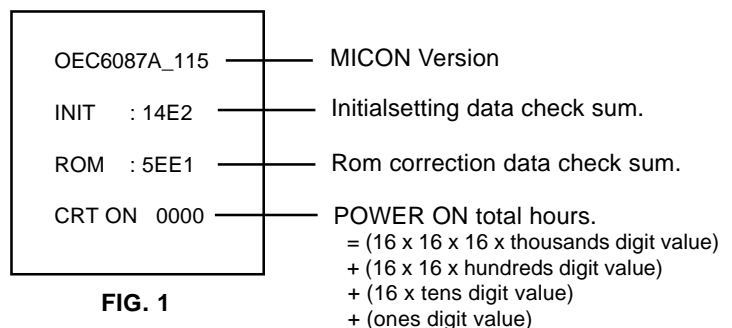 OEC6087A_115 MICON Version
INIT : 14E2 Initialsetting data check sum.
ROM : 5EE1 Rom correction data check sum.
CRT ON 0000 POWER ON total hours.
= (16 x 16 x 16 x thousands digit value)
+ (16 x 16 x hundreds digit value)
+ (16 x tens digit value)
+ (ones digit value)
FIG. 1